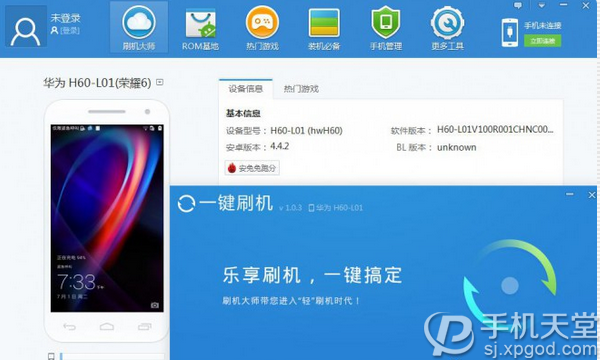 未登录
(登录)
刷机大师
ROM基地
热门游戏
装机必备
手机管理
更多工具
手机未连接
立即连接
华为 H60-L01(荣耀6)
设备信息
热门游戏
基本信息
设备型号: H60-L01 (hwH60)
软件版本: H60-L01V100R001CHNC00...
安卓版本: 4.4.2
BL 版本: unknown
安兔兔跑分
正在充电 94%
7:33
7月1日 周二
一键刷机 v 1.0.3 华为 H60-L01
乐享刷机，一键搞定
刷机大师带您进入“轻”刷机时代！
手机天堂
sj.xpgod.com